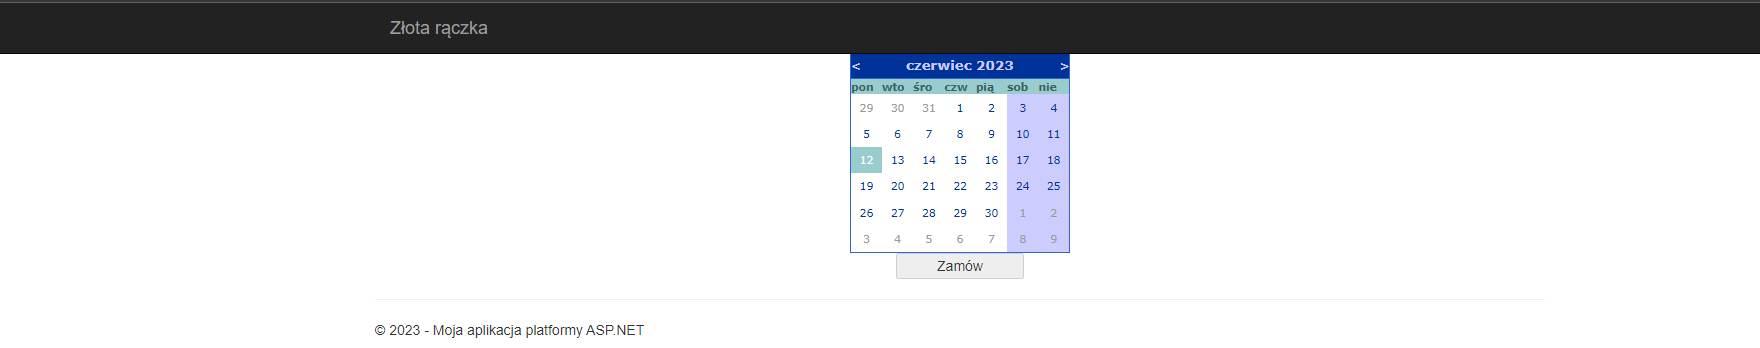 Złota rączka
< czerwiec 2023 >
pon wto śro czw pią sob nie
29 30 31 1 2 3 4
5 6 7 8 9 10 11
12 13 14 15 16 17 18
19 20 21 22 23 24 25
26 27 28 29 30 1 2
3 4 5 6 7 8 9
Zamów
© 2023 - Moja aplikacja platformy ASP.NET